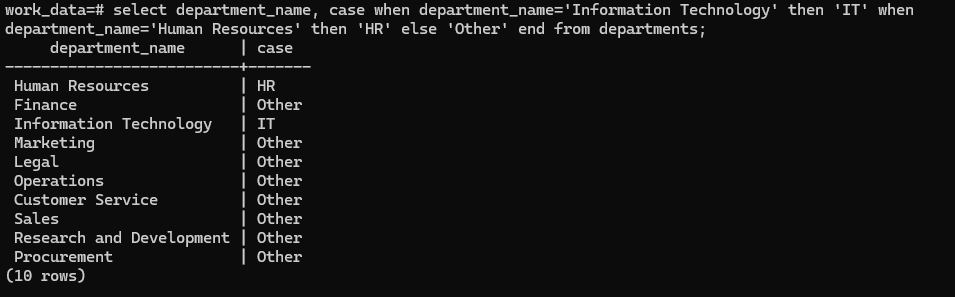 work_data=# select department_name, case when department_name='Information Technology' then 'IT' when
department_name='Human Resources' then 'HR' else 'Other' end from departments;
     department_name      | case
--------------------------+-------
 Human Resources          | HR
 Finance                  | Other
 Information Technology   | IT
 Marketing                | Other
 Legal                    | Other
 Operations               | Other
 Customer Service         | Other
 Sales                    | Other
 Research and Development | Other
 Procurement              | Other
(10 rows)